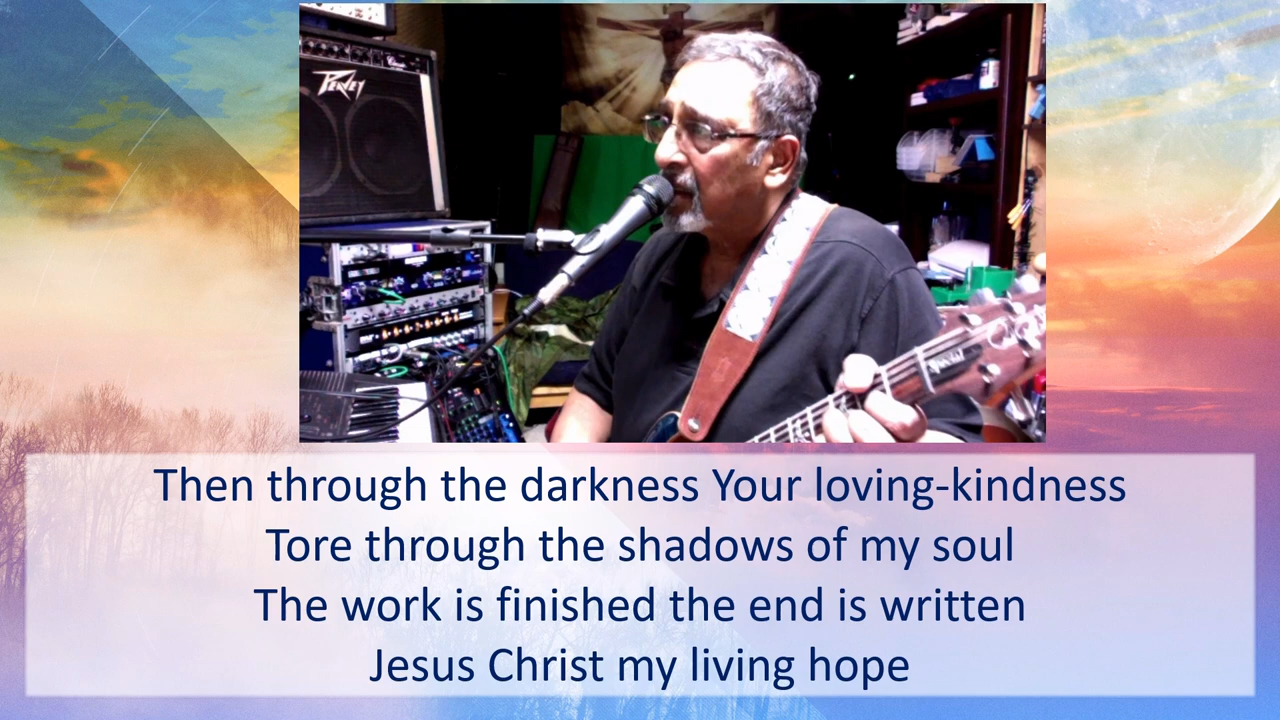 PEAVEY
Then through the darkness Your loving-kindness
Tore through the shadows of my soul
The work is finished the end is written
Jesus Christ my living hope